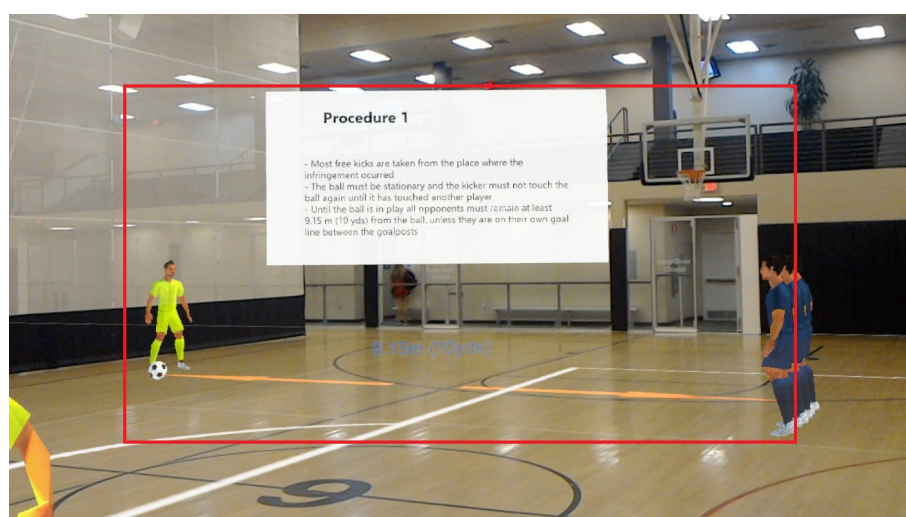 Procedure 1
- Most free kicks are taken from the place where the
infringement ocurred
- The ball must be stationary and the kicker must not touch the
ball again until it has touched another player
- Until the ball is in play all opponents must remain at least
9.15 m (10 yds) from the ball, unless they are on their own goal
line between the goalposts
9.15m (10yds)